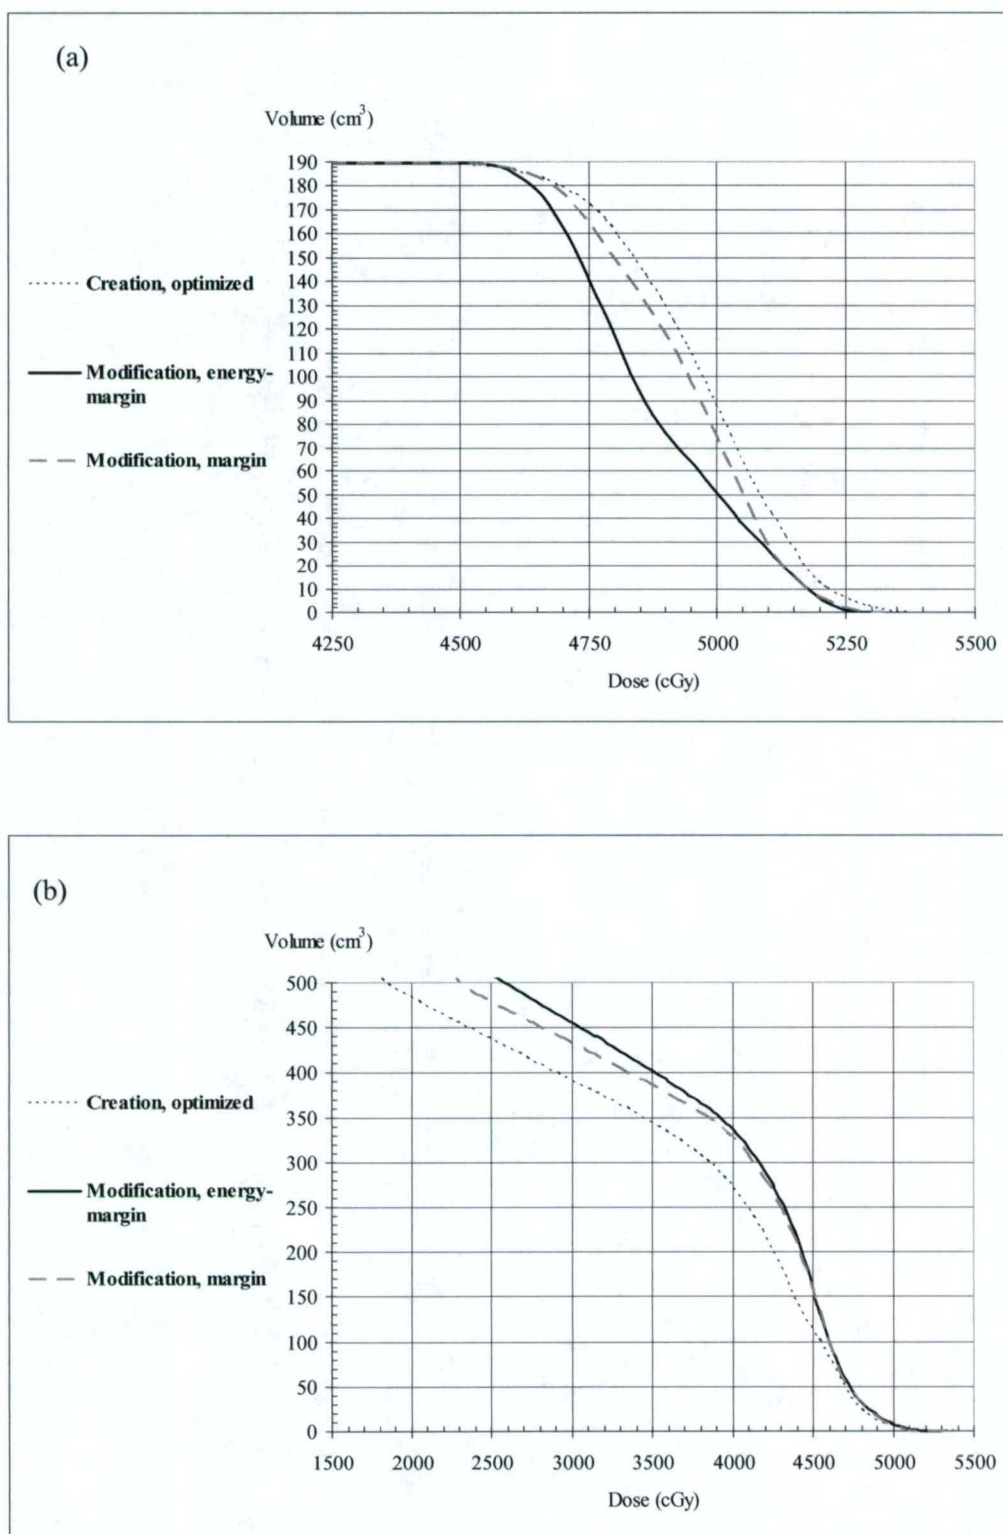 (a)
Volume (cm³)
190
180
170
160
150
140
130
120
110
100
90
80
70
60
50
40
30
20
10
0
4250 4500 4750 5000 5250 5500
Dose (cGy)
Creation, optimized
Modification, energy-
margin
Modification, margin
(b)
Volume (cm³)
500
450
400
350
300
250
200
150
100
50
0
1500 2000 2500 3000 3500 4000 4500 5000 5500
Dose (cGy)
Creation, optimized
Modification, energy-
margin
Modification, margin